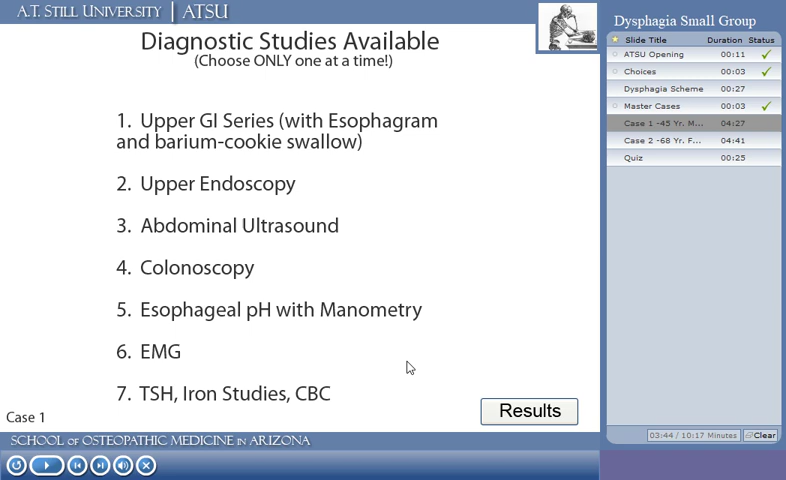 A.T. STILL UNIVERSITY | ATSU
Diagnostic Studies Available
(Choose ONLY one at a time!)
1. Upper GI Series (with Esophagram
and barium-cookie swallow)
2. Upper Endoscopy
3. Abdominal Ultrasound
4. Colonoscopy
5. Esophageal pH with Manometry
6. EMG
7. TSH, Iron Studies, CBC
Results
Case 1
SCHOOL OF OSTEOPATHIC MEDICINE IN ARIZONA
Dysphagia Small Group
Slide Title Duration Status
ATSU Opening 00:11
Choices 00:03
Dysphagia Scheme 00:27
Master Cases 00:03
Case 1 -45 Yr. M... 04:27
Case 2 -68 Yr. F... 04:41
Quiz 00:25
03:44 / 10:17 Minutes Clear